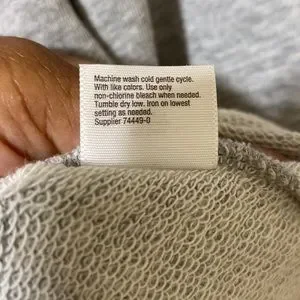 Machine wash cold gentle cycle.
With like colors. Use only
non-chlorine bleach when needed.
Tumble dry low. Iron on lowest
setting as needed.
Supplier 74449-0